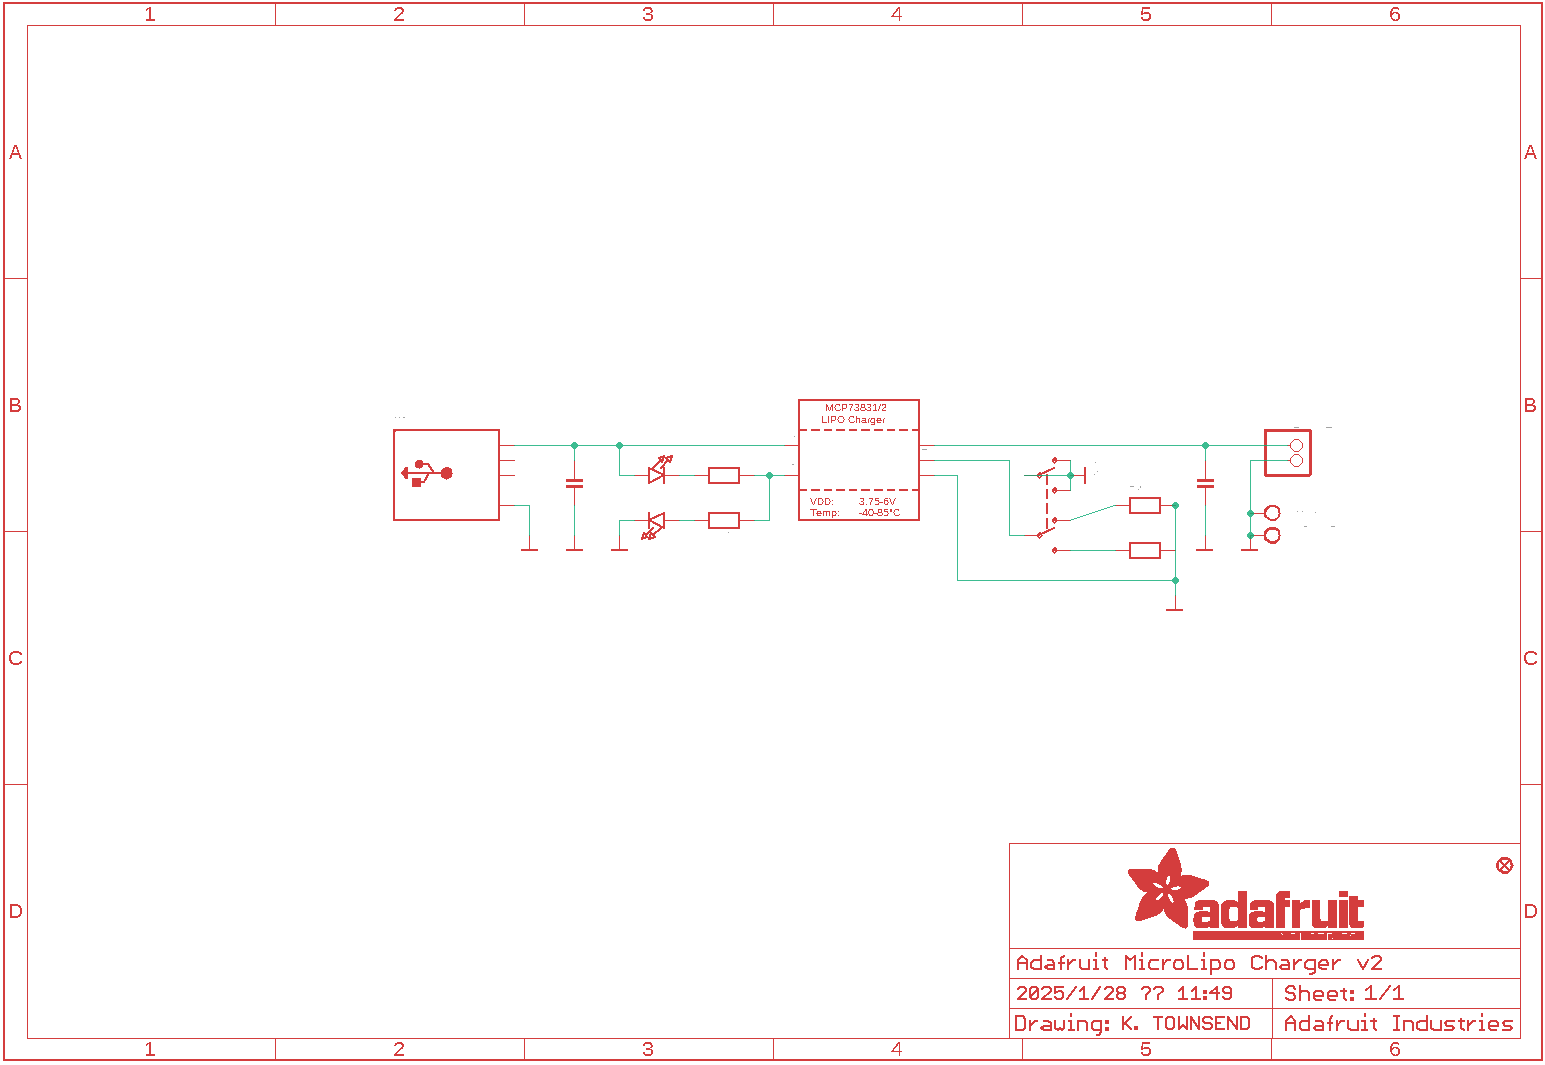 1 2 3 4 5 6
A A
MCP73831/2
LIPO Charger
B B
VDD: 3.75-6V
Temp: -40-85°C
C C
adafruit
D D
Adafruit MicroLipo Charger v2
2025/1/28 ?? 11:49 Sheet: 1/1
Drawing: K. TOWNSEND Adafruit Industries
1 2 3 4 5 6